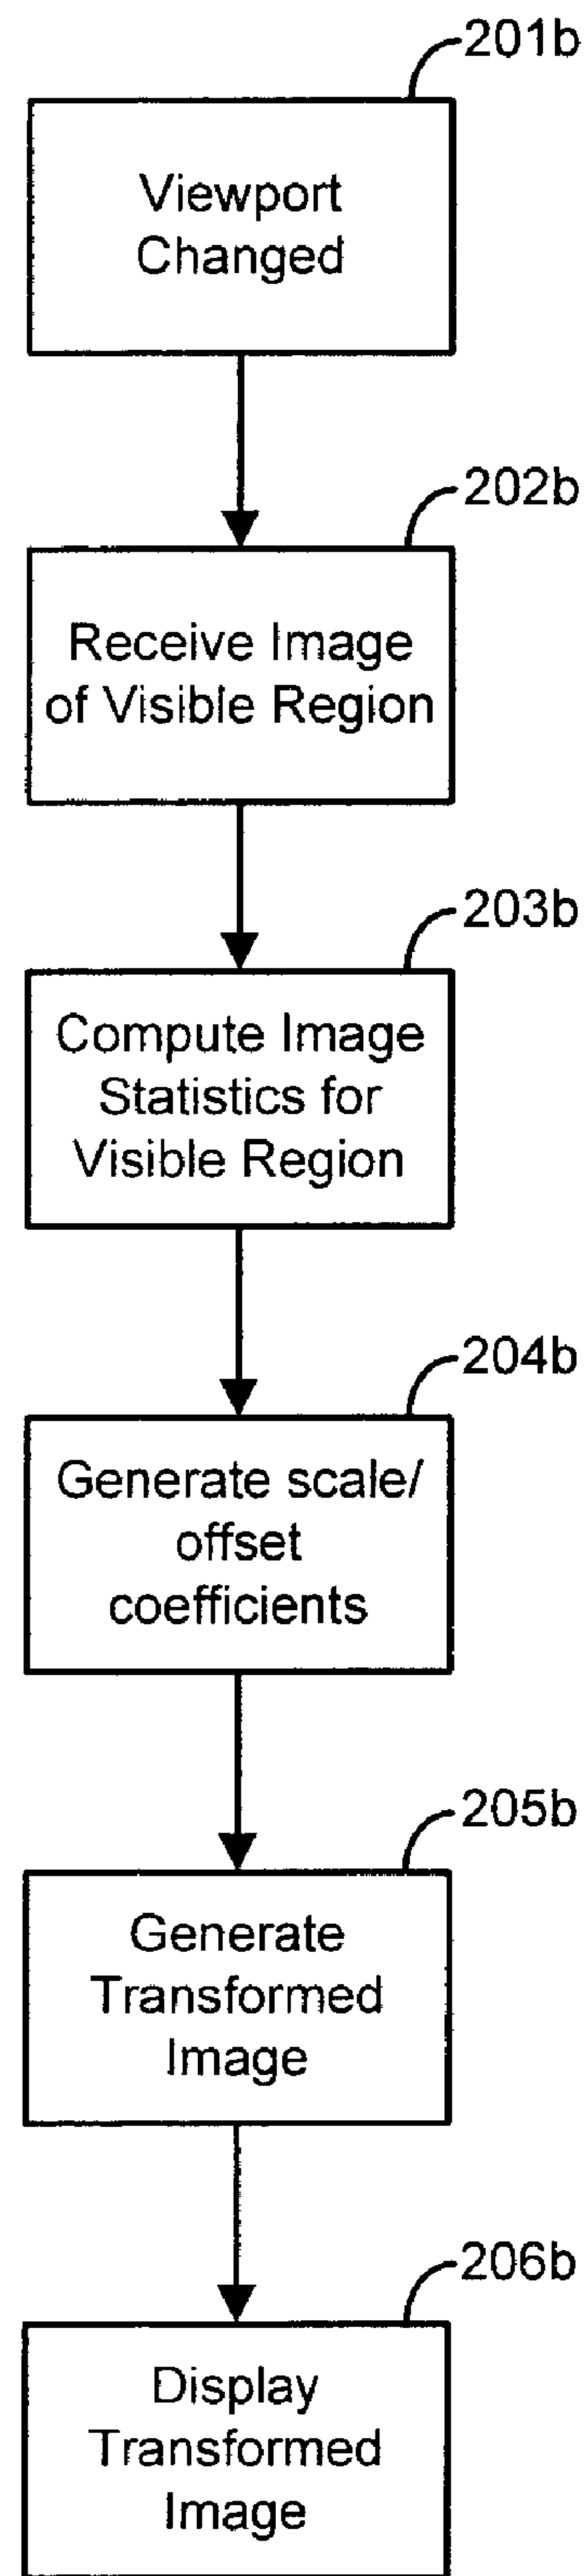 201b
Viewport
Changed
202b
Receive Image
of Visible Region
203b
Compute Image
Statistics for
Visible Region
204b
Generate scale/
offset
coefficients
205b
Generate
Transformed
Image
206b
Display
Transformed
Image